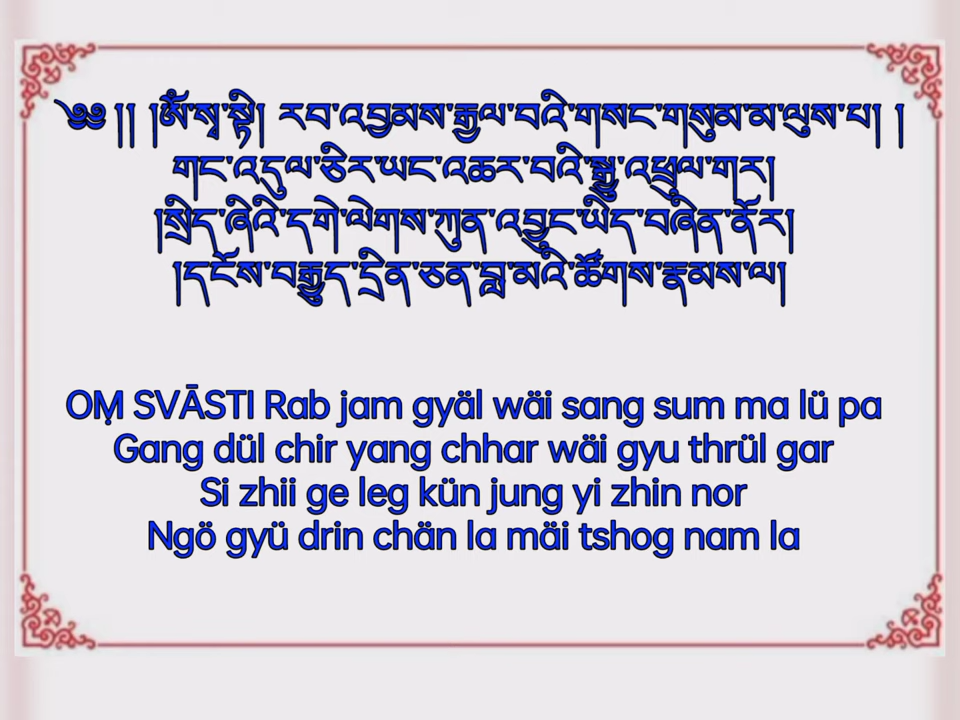 ༄༅།། །ༀ་སྭ་སྟི། རབ་འབྱམས་རྒྱལ་བའི་གསང་གསུམ་མ་ལུས་པ། །
གང་འདུལ་ཅིར་ཡང་འཆར་བའི་སྒྱུ་འཕྲུལ་གར།
།སྲིད་ཞིའི་དགེ་ལེགས་ཀུན་འབྱུང་ཡིད་བཞིན་ནོར།
།དངོས་བརྒྱུད་དྲིན་ཅན་བླ་མའི་ཚོགས་རྣམས་ལ།
OṂ SVĀSTI Rab jam gyäl wäi sang sum ma lü pa
Gang dül chir yang chhar wäi gyu thrül gar
Si zhii ge leg kün jung yi zhin nor
Ngö gyü drin chän la mäi tshog nam la